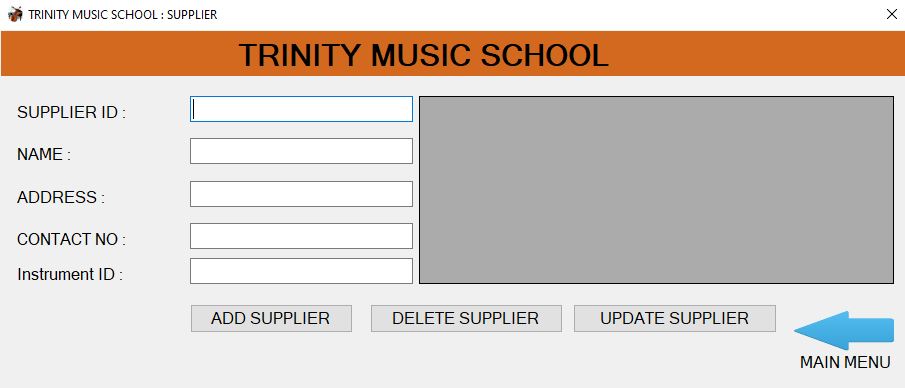 TRINITY MUSIC SCHOOL : SUPPLIER
TRINITY MUSIC SCHOOL
SUPPLIER ID :
NAME :
ADDRESS :
CONTACT NO :
Instrument ID :
ADD SUPPLIER DELETE SUPPLIER UPDATE SUPPLIER
MAIN MENU